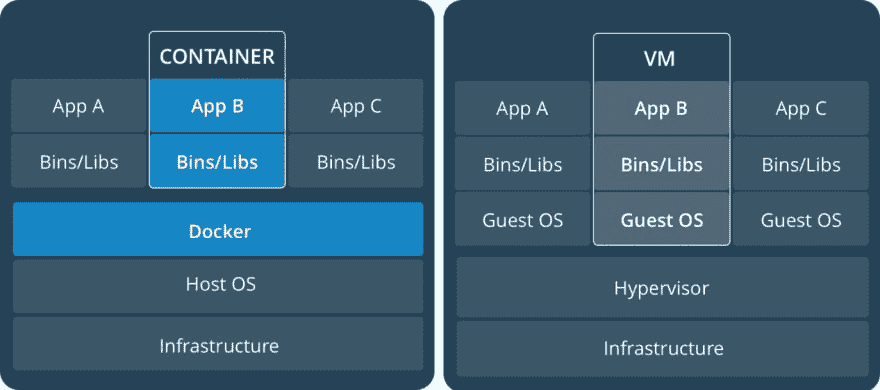 CONTAINER
App A
App B
App C
Bins/Libs
Bins/Libs
Bins/Libs
Docker
Host OS
Infrastructure
VM
App A
App B
App C
Bins/Libs
Bins/Libs
Bins/Libs
Guest OS
Guest OS
Guest OS
Hypervisor
Infrastructure